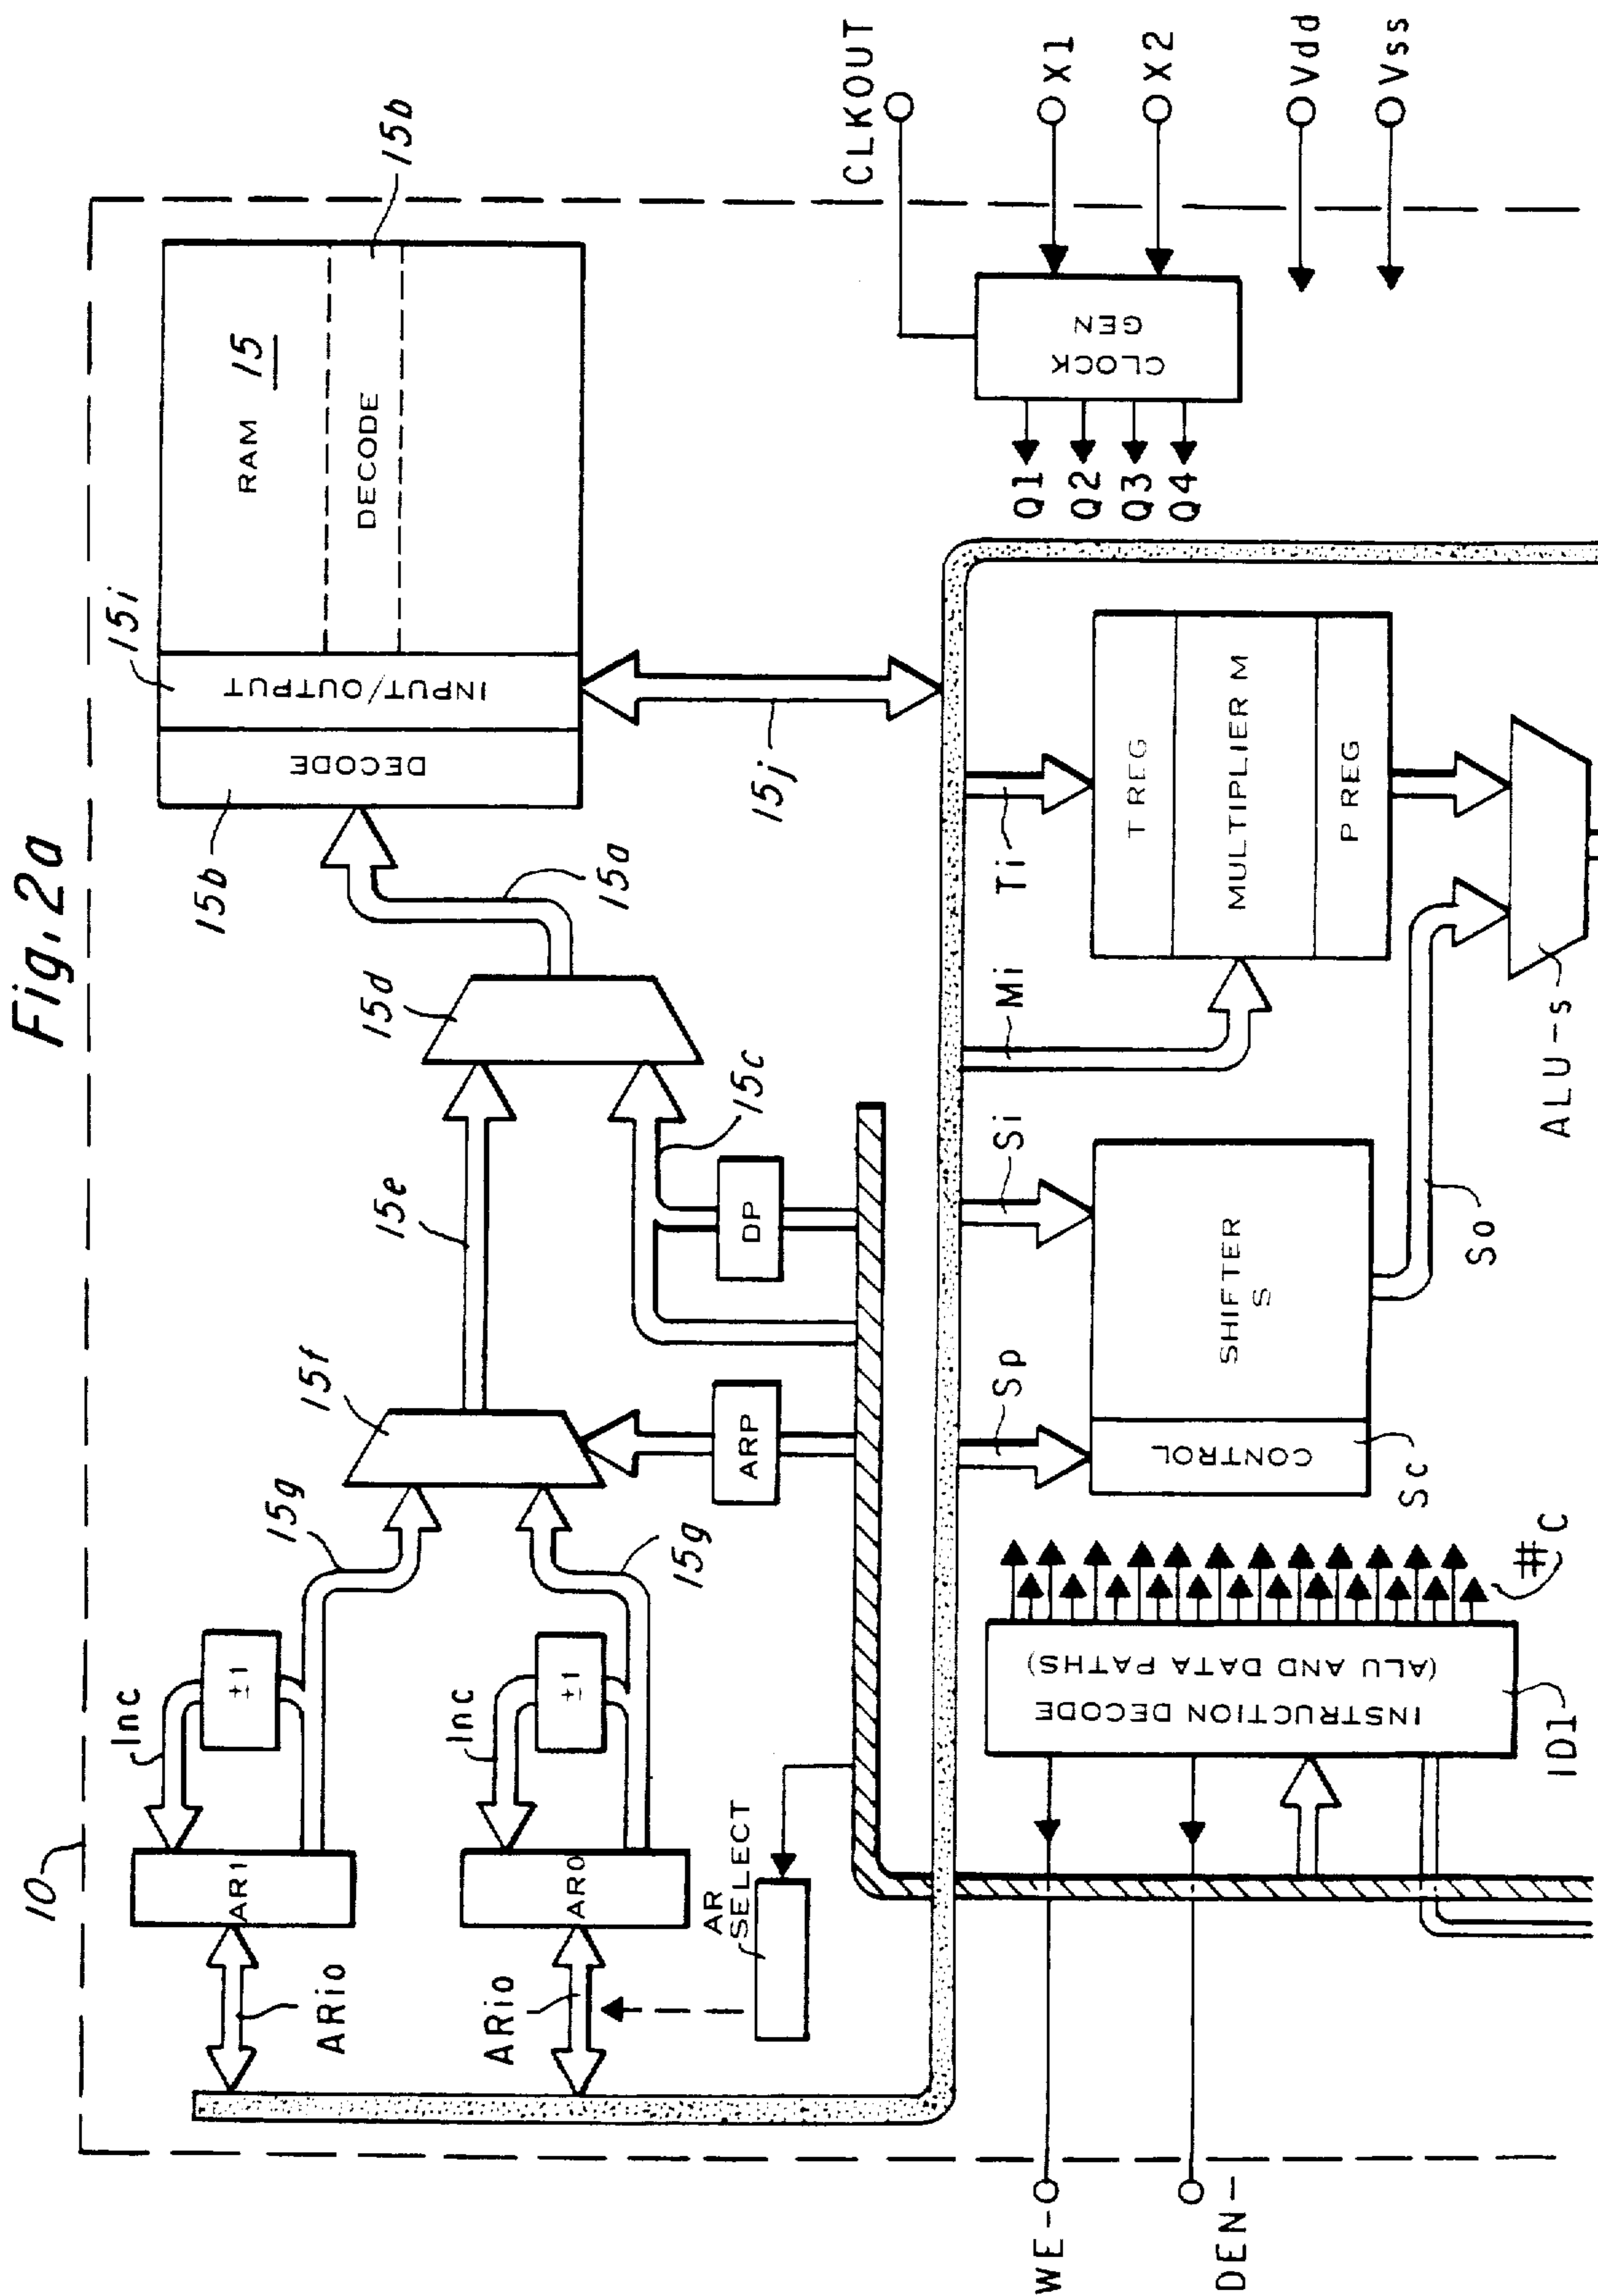 Fig. 2a
10
AR1
ARio
Inc
±1
15g
AR0
ARio
Inc
±1
15g
AR
SELECT
15f
ARP
15e
DP
15c
15d
15a
15b
DECODE
INPUT/OUTPUT
15i
RAM 15
DECODE
15b
15j
CLKOUT
X1
X2
Vdd
Vss
CLOCK
GEN
Q1
Q2
Q3
Q4
WE-
DEN-
INSTRUCTION DECODE
(ALU AND DATA PATHS)
ID1
#C
Sp
Si
CONTROL
SHIFTER
S
Sc
So
Mi
Ti
T REG
MULTIPLIER M
P REG
ALU-s